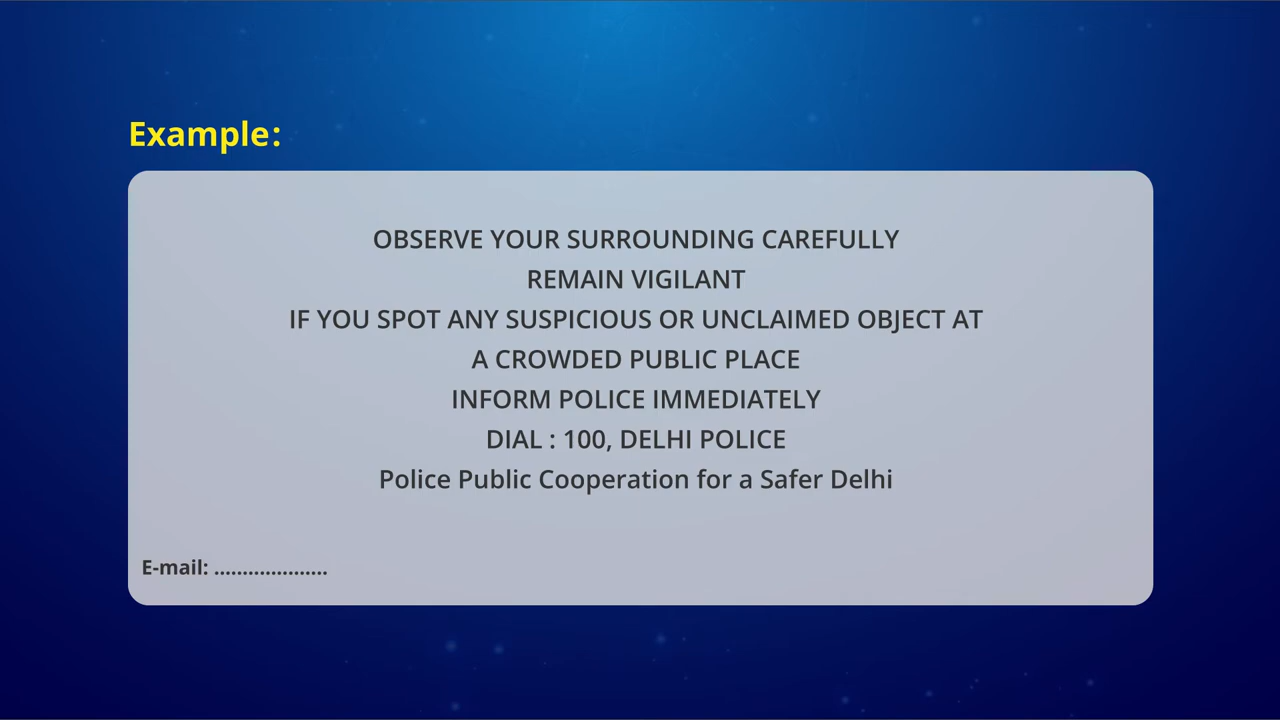 Example:
OBSERVE YOUR SURROUNDING CAREFULLY
REMAIN VIGILANT
IF YOU SPOT ANY SUSPICIOUS OR UNCLAIMED OBJECT AT
A CROWDED PUBLIC PLACE
INFORM POLICE IMMEDIATELY
DIAL : 100, DELHI POLICE
Police Public Cooperation for a Safer Delhi
E-mail: ....................